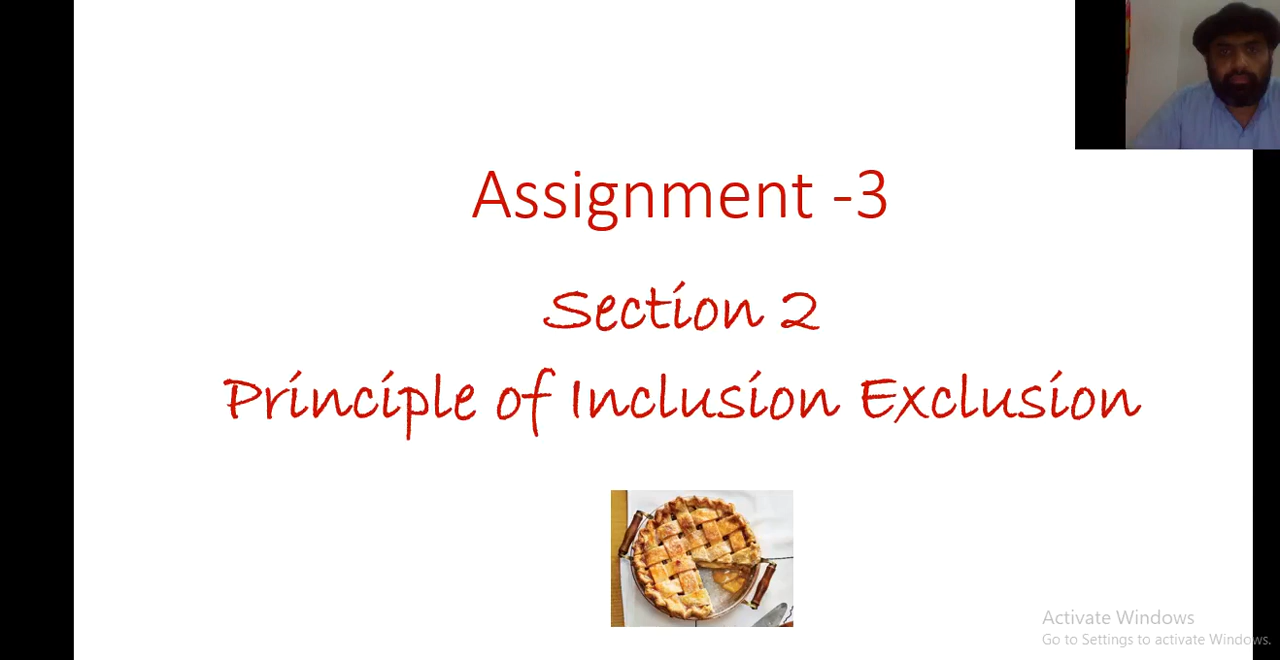 Assignment -3
Section 2
Principle of Inclusion Exclusion
Activate Windows
Go to Settings to activate Windows.